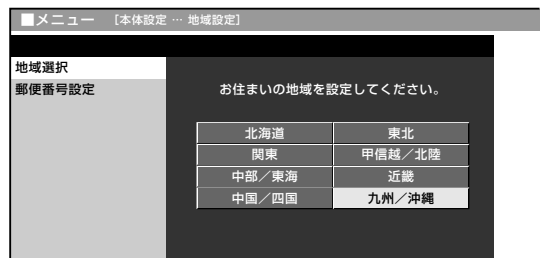 ■メニュー [本体設定 … 地域設定]
地域選択
郵便番号設定
お住まいの地域を設定してください。
北海道 東北
関東 甲信越／北陸
中部／東海 近畿
中国／四国 九州／沖縄